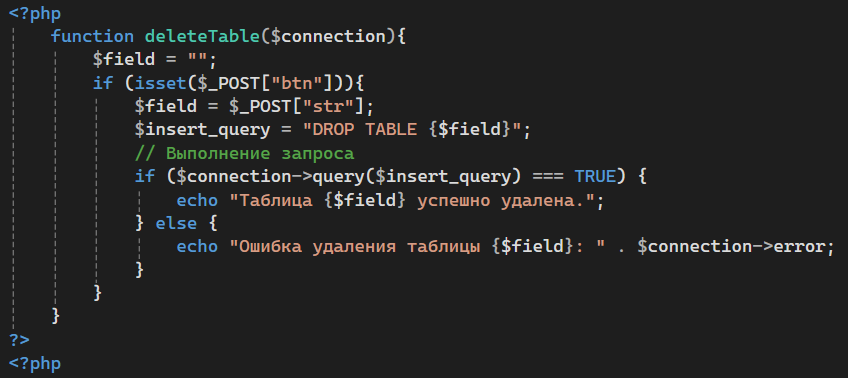 <?php
    function deleteTable($connection){
        $field = "";
        if (isset($_POST["btn"])){
            $field = $_POST["str"];
            $insert_query = "DROP TABLE {$field}";
            // Выполнение запроса
            if ($connection->query($insert_query) === TRUE) {
                echo "Таблица {$field} успешно удалена.";
            } else {
                echo "Ошибка удаления таблицы {$field}: " . $connection->error;
            }
        }
    }
?>
<?php